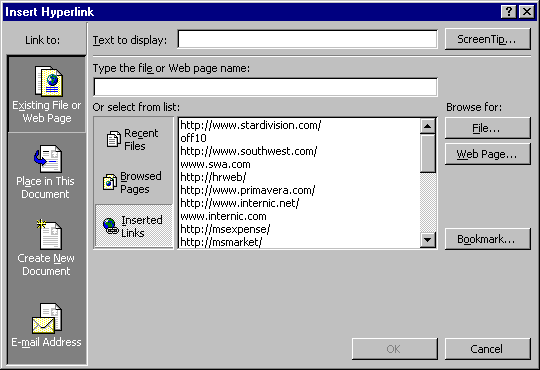 Insert Hyperlink
Link to:
Text to display:
ScreenTip...
Type the file or Web page name:
Existing File or
Web Page
Or select from list:
Browse for:
Recent
Files
http://www.stardivision.com/
off10
http://www.southwest.com/
www.swa.com
http://hrweb/
http://www.primavera.com/
http://www.internic.net/
www.internic.com
http://msexpense/
http://msmarket/
File...
Web Page...
Place in This
Document
Browsed
Pages
Inserted
Links
Bookmark...
Create New
Document
E-mail Address
OK
Cancel